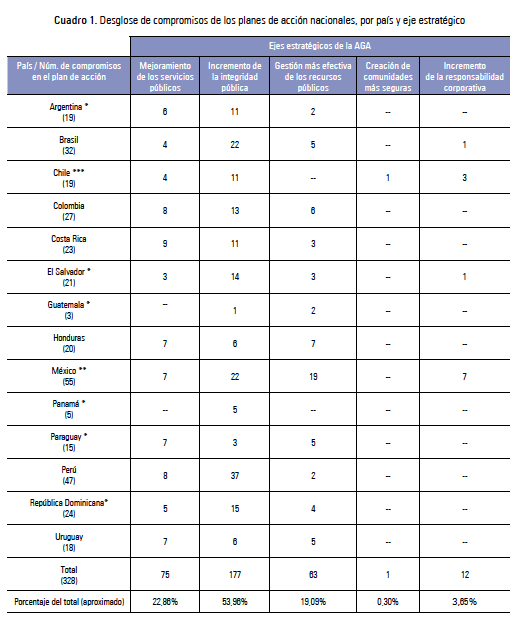 Cuadro 1. Desglose de compromisos de los planes de acción nacionales, por país y eje estratégico
Ejes estratégicos de la AGA
País / Núm. de compromisos en el plan de acción | Mejoramiento de los servicios públicos | Incremento de la integridad pública | Gestión más efectiva de los recursos públicos | Creación de comunidades más seguras | Incremento de la responsabilidad corporativa
Argentina * (19) | 6 | 11 | 2 | -- | --
Brasil (32) | 4 | 22 | 5 | -- | 1
Chile *** (19) | 4 | 11 | -- | 1 | 3
Colombia (27) | 8 | 13 | 6 | -- | --
Costa Rica (23) | 9 | 11 | 3 | -- | --
El Salvador * (21) | 3 | 14 | 3 | -- | 1
Guatemala * (3) | -- | 1 | 2 | -- | --
Honduras (20) | 7 | 6 | 7 | -- | --
México ** (55) | 7 | 22 | 19 | -- | 7
Panamá * (5) | -- | 5 | -- | -- | --
Paraguay * (15) | 7 | 3 | 5 | -- | --
Perú (47) | 8 | 37 | 2 | -- | --
República Dominicana* (24) | 5 | 15 | 4 | -- | --
Uruguay (18) | 7 | 6 | 5 | -- | --
Total (328) | 75 | 177 | 63 | 1 | 12
Porcentaje del total (aproximado) | 22,86% | 53,96% | 19,09% | 0,30% | 3,65%